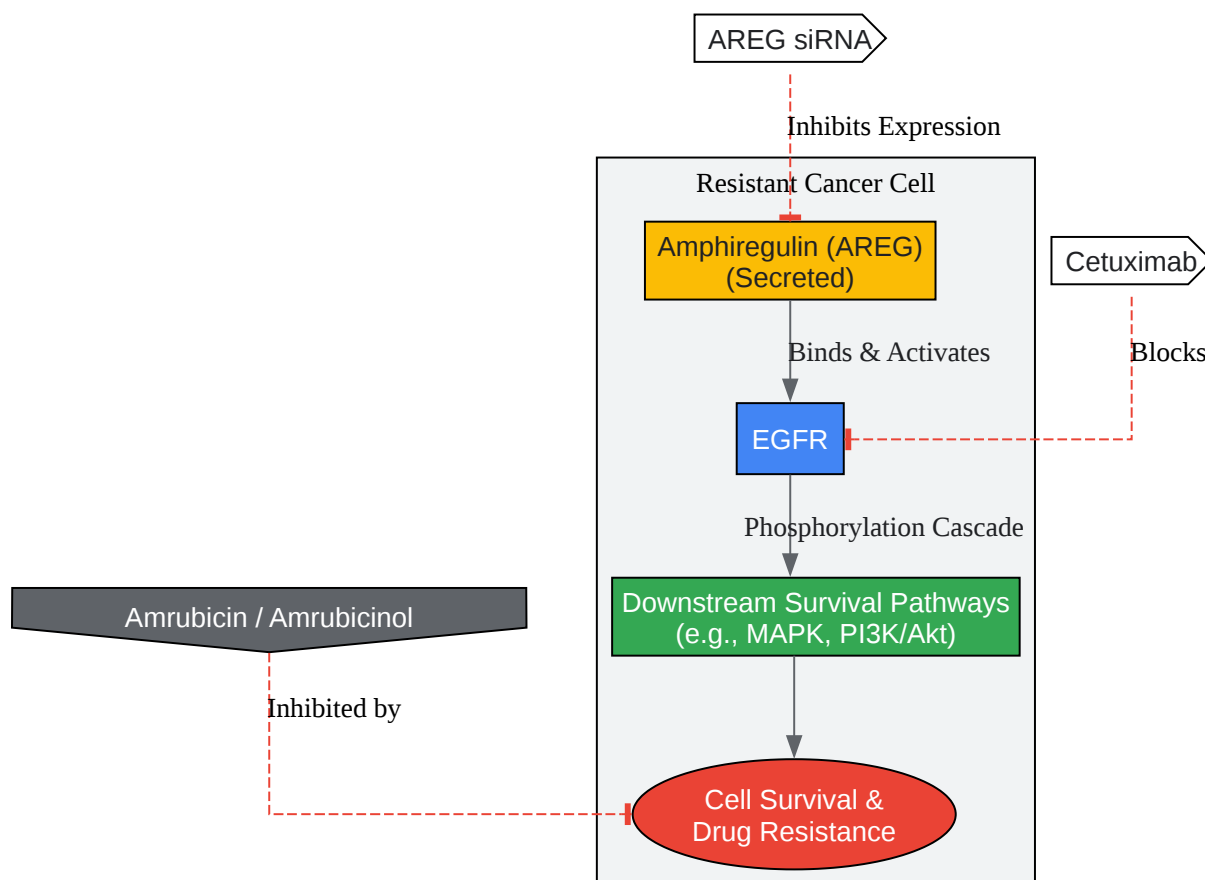 AREG siRNA
Inhibits Expression
Resistant Cancer Cell
Amphiregulin (AREG)
(Secreted)
Cetuximab
Binds & Activates
Blocks
EGFR
Phosphorylation Cascade
Downstream Survival Pathways
(e.g., MAPK, PI3K/Akt)
Amrubicin / Amrubicinol
Inhibited by
Cell Survival &
Drug Resistance